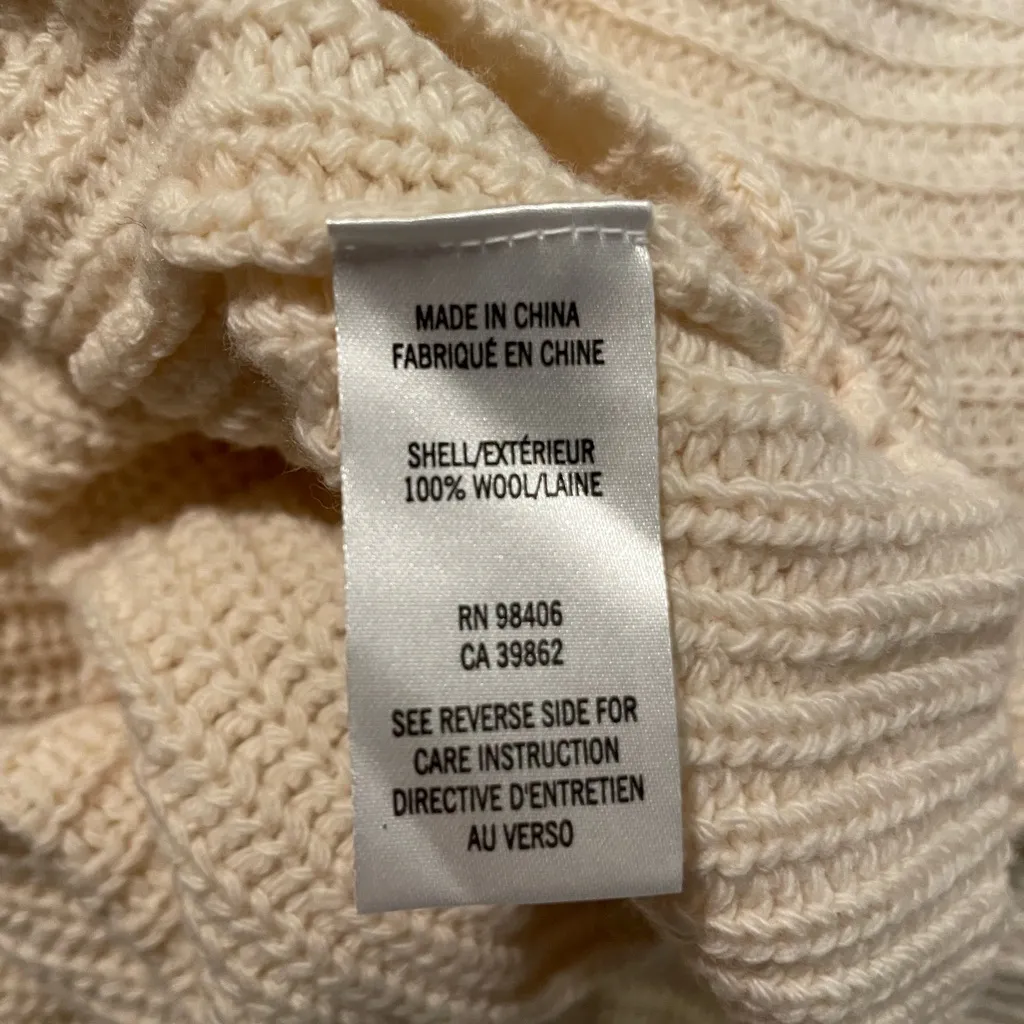 MADE IN CHINA
FABRIQUÉ EN CHINE
SHELL/EXTÉRIEUR
100% WOOL/LAINE
RN 98406
CA 39862
SEE REVERSE SIDE FOR
CARE INSTRUCTION
DIRECTIVE D'ENTRETIEN
AU VERSO